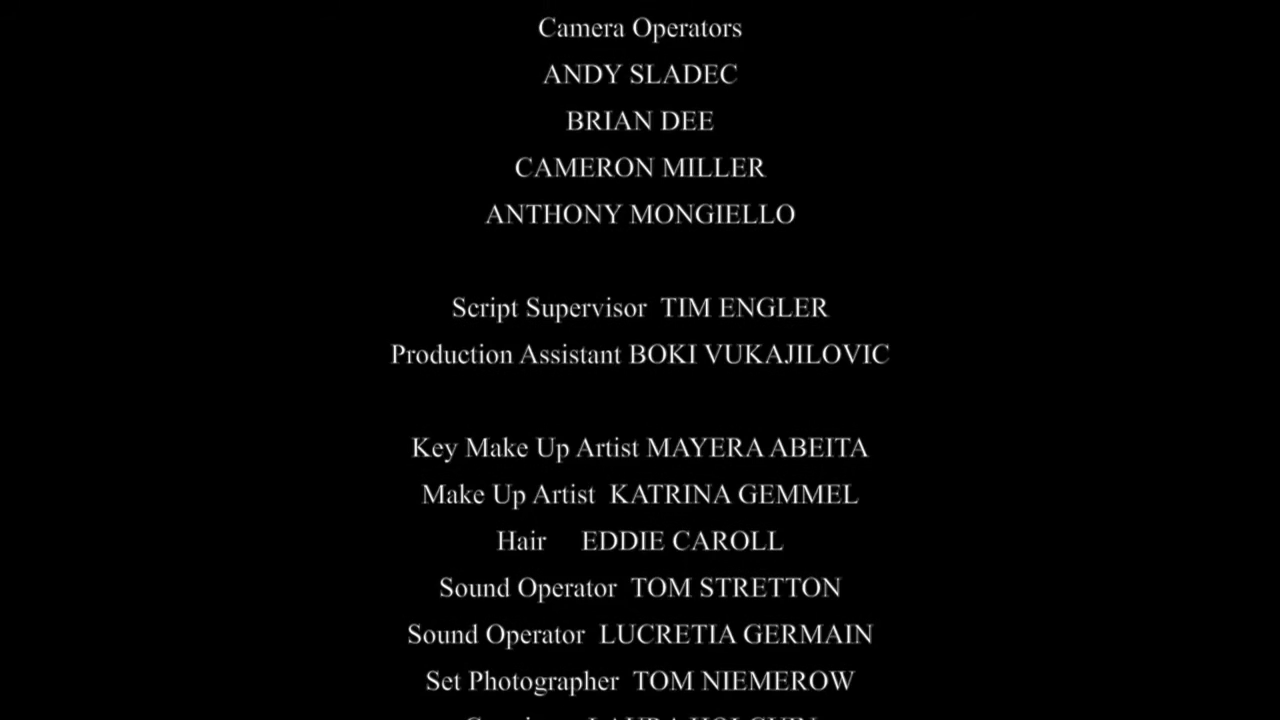 Camera Operators
ANDY SLADEC
BRIAN DEE
CAMERON MILLER
ANTHONY MONGIELLO
Script Supervisor TIM ENGLER
Production Assistant BOKI VUKAJILOVIC
Key Make Up Artist MAYERA ABEITA
Make Up Artist KATRINA GEMMEL
Hair EDDIE CAROLL
Sound Operator TOM STRETTON
Sound Operator LUCRETIA GERMAIN
Set Photographer TOM NIEMEROW
LAURA